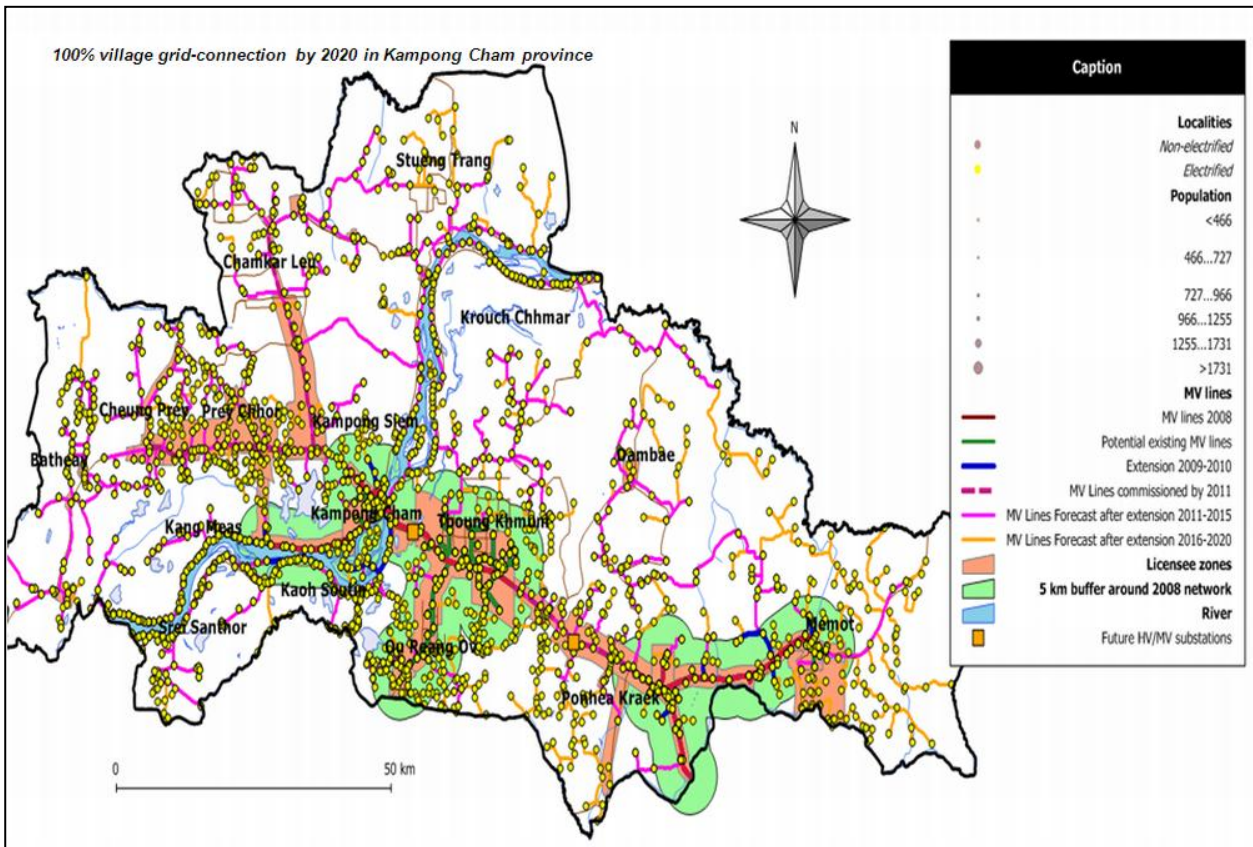 100% village grid-connection by 2020 in Kampong Cham province
Caption
Localities
Non-electrified
Electrified
Population
<466
466...727
727...966
966...1255
1255...1731
>1731
MV lines
MV lines 2008
Potential existing MV lines
Extension 2009-2010
MV Lines commissioned by 2011
MV Lines Forecast after extension 2011-2015
MV Lines Forecast after extension 2016-2020
Licensee zones
5 km buffer around 2008 network
River
Future HV/MV substations
N
Stueng Trang
Chamkar Leu
Krouch Chhmar
Cheung Prey
Prey Chhor
Kampong Siem
Batheay
Dambae
Kampong Cham
Tboung Khmum
Kang Meas
Kaoh Soutin
Srei Santhor
Ou Reang Ov
Memot
Ponhea Kraek
0
50 km